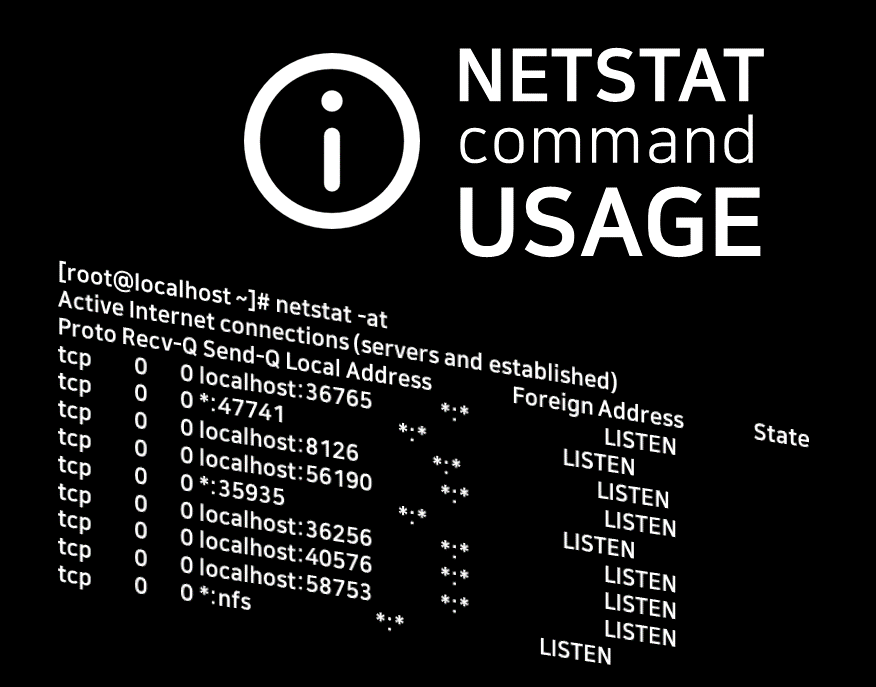 NETSTAT
command
USAGE
[root@localhost ~]# netstat -at
Active Internet connections (servers and established)
Proto Recv-Q Send-Q Local Address Foreign Address State
tcp 0 0 localhost:36765 *:* LISTEN
tcp 0 0 *:47741 *:* LISTEN
tcp 0 0 localhost:8126 *:* LISTEN
tcp 0 0 localhost:56190 *:* LISTEN
tcp 0 0 *:35935 *:* LISTEN
tcp 0 0 localhost:36256 *:* LISTEN
tcp 0 0 localhost:40576 *:* LISTEN
tcp 0 0 localhost:58753 *:* LISTEN
tcp 0 0 *:nfs *:* LISTEN